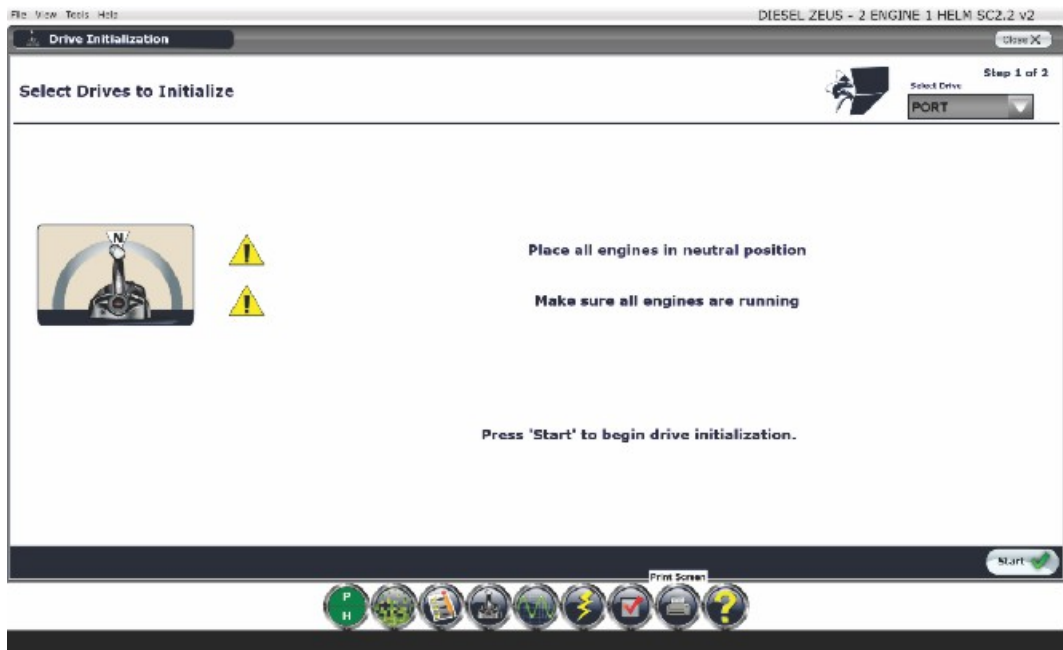 File View Tools Help
DIESEL ZEUS - 2 ENGINE 1 HELM SC2.2 v2
Drive Initialization
Close X
Select Drives to Initialize
Step 1 of 2
Select Drive
PORT
N
Place all engines in neutral position
Make sure all engines are running
Press 'Start' to begin drive initialization.
Start
Print Screen
P
H